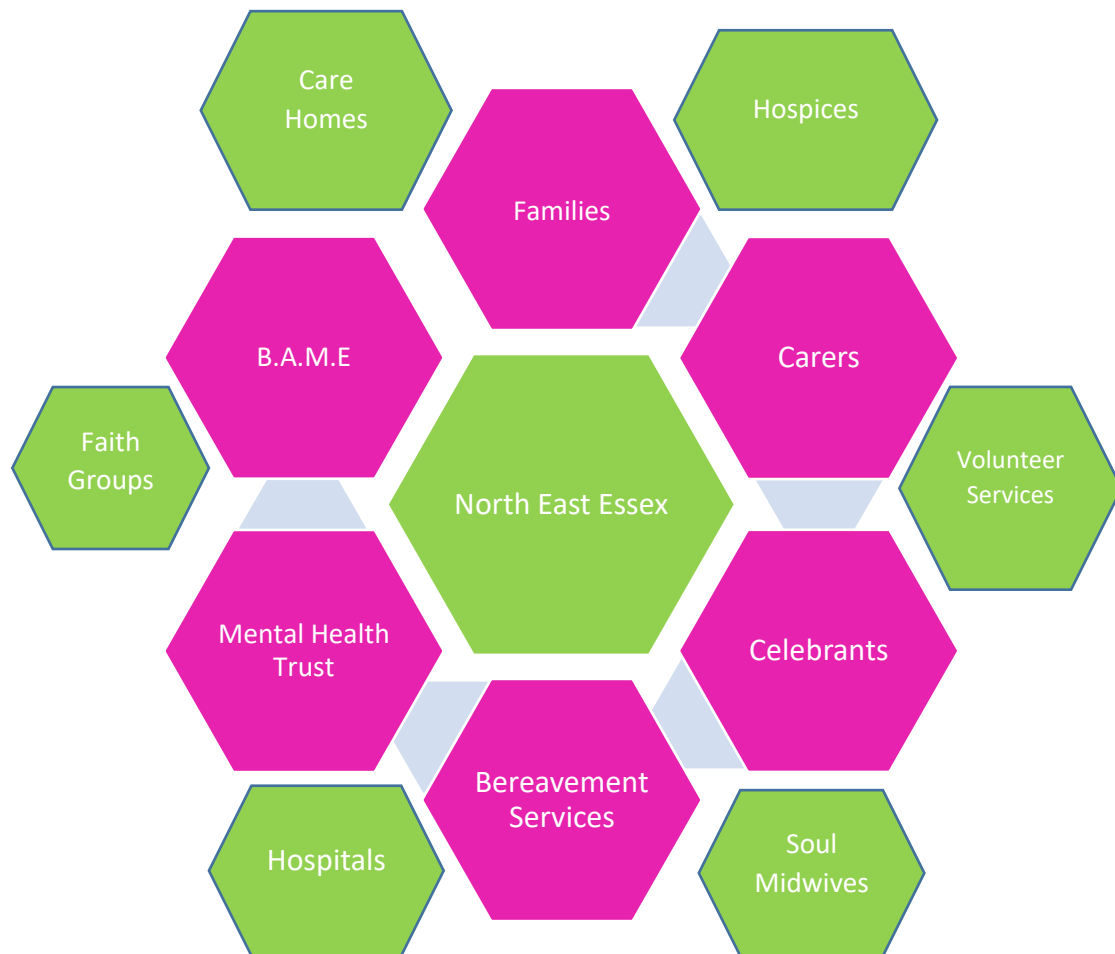 Care
Homes
Hospices
Families
B.A.M.E
Carers
Faith
Groups
North East Essex
Volunteer
Services
Mental Health
Trust
Celebrants
Bereavement
Services
Hospitals
Soul
Midwives